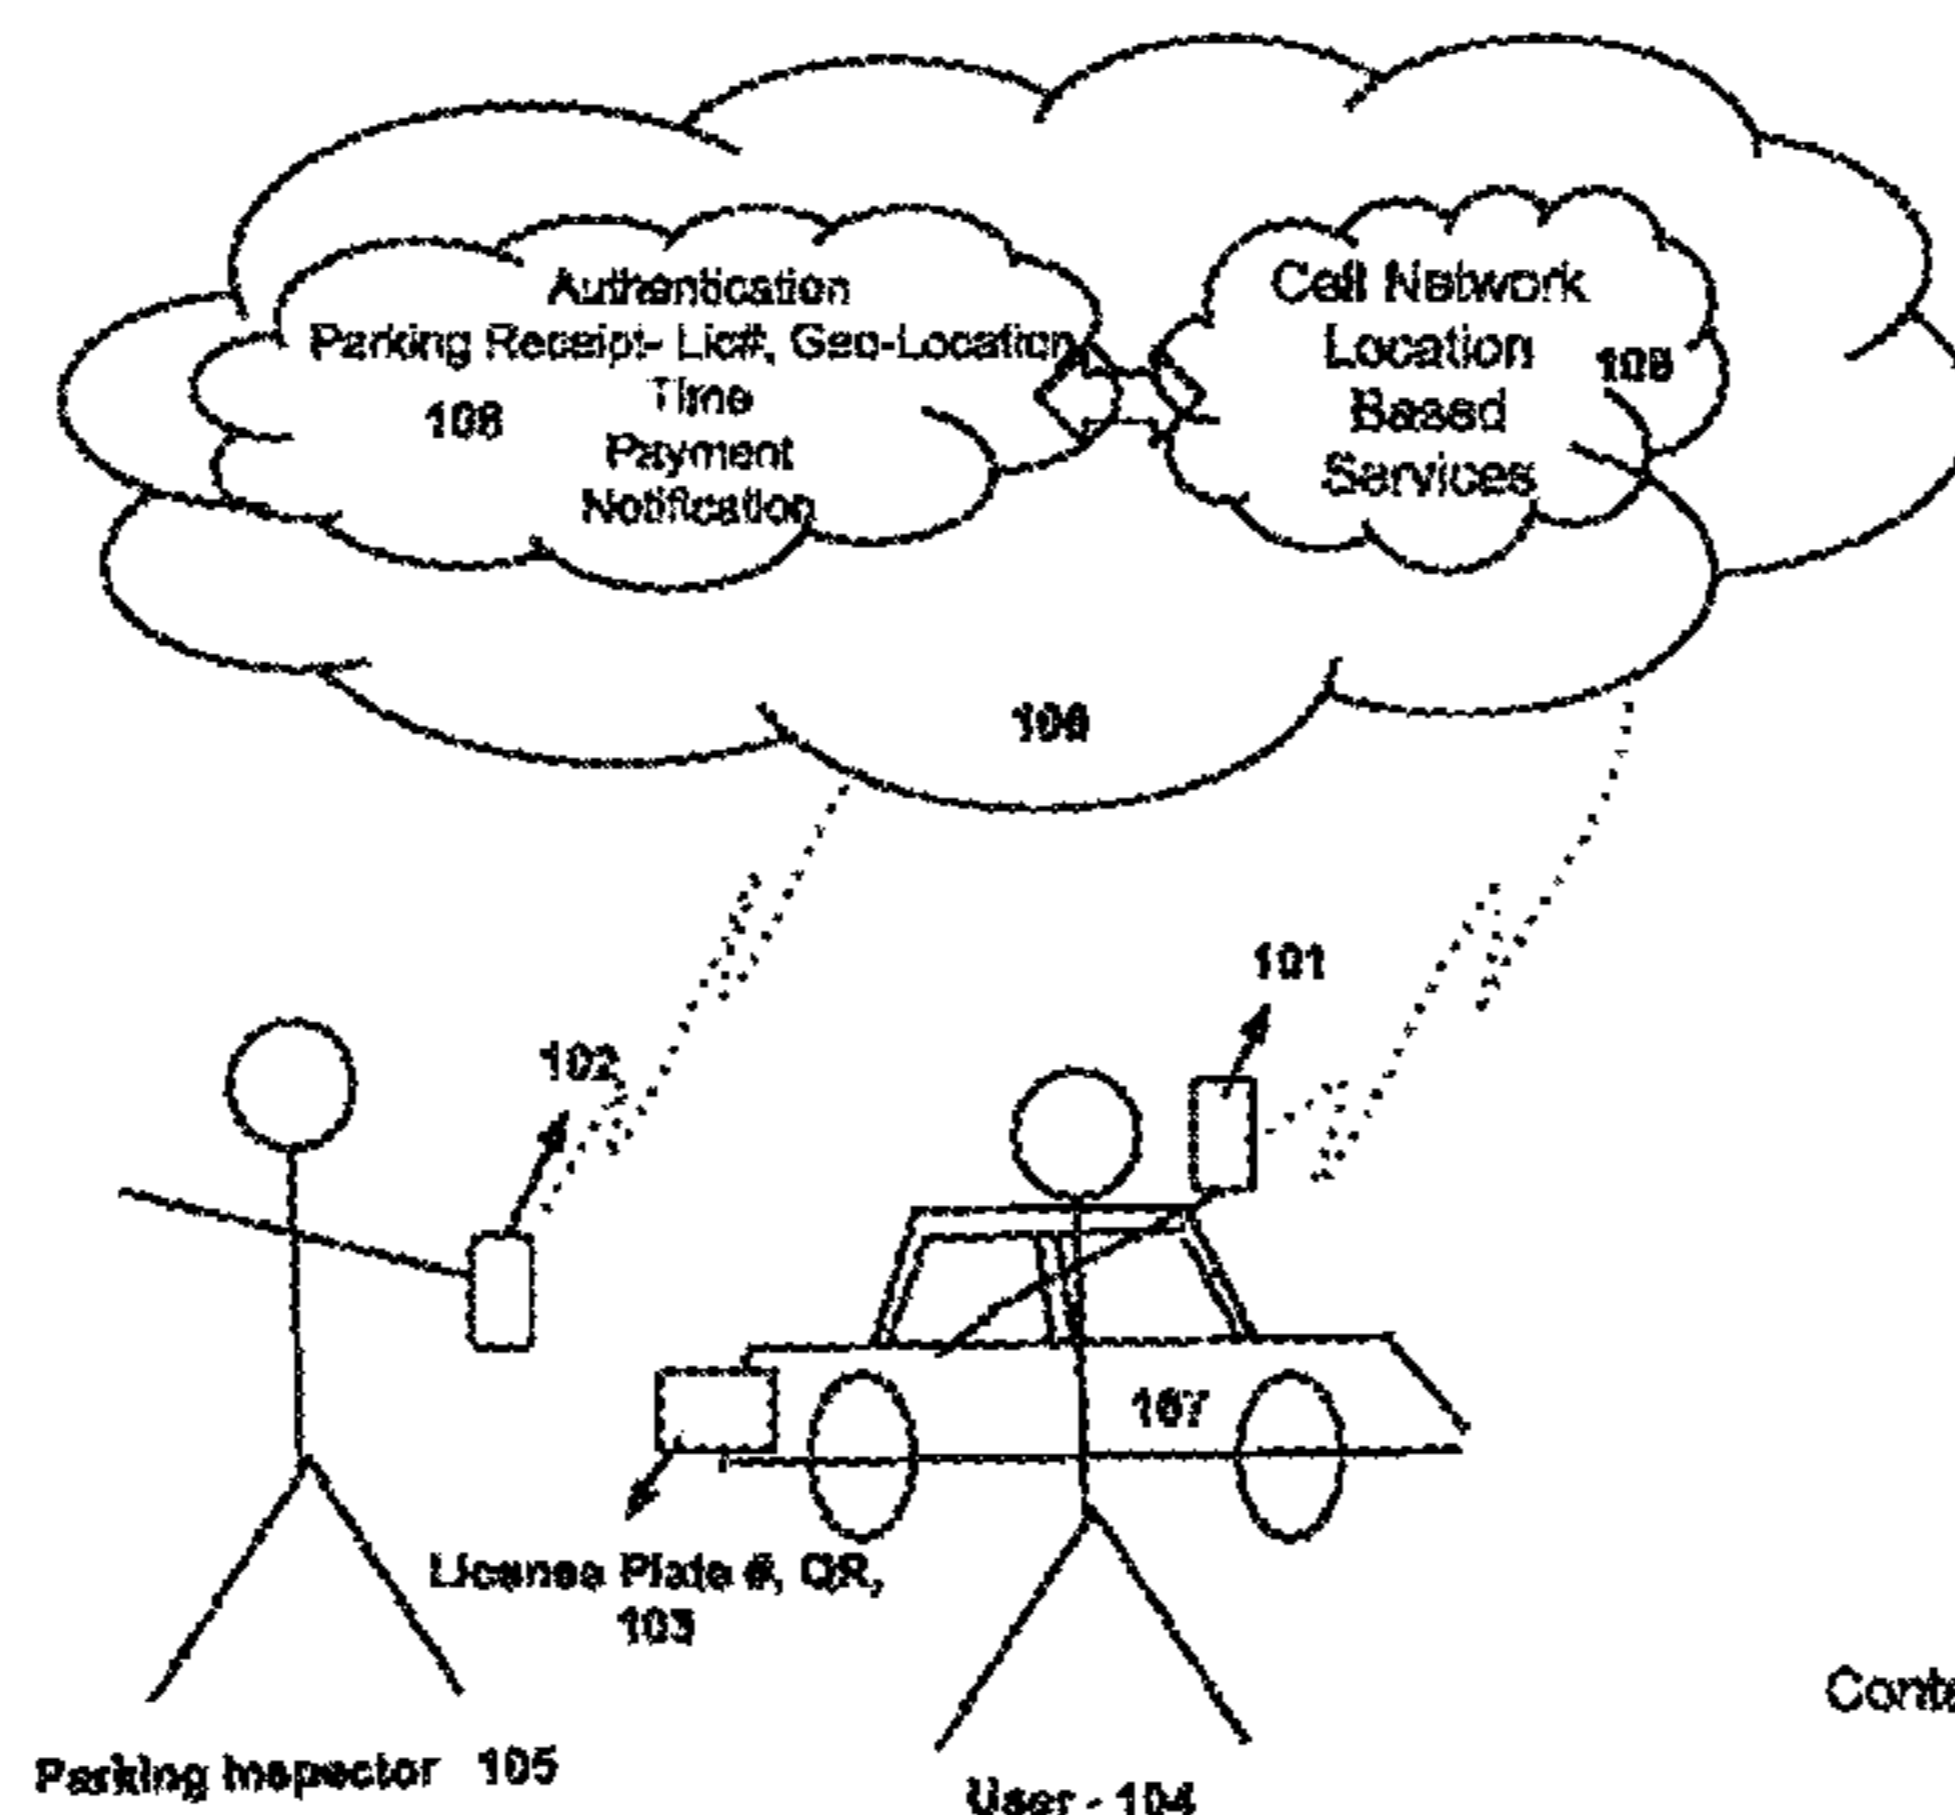 Authentication
Cell Network
Parking Receipt- Lic#, Geo-Location
Location
109
Time
108
Based
Payment
Services
Notification
101
102
107
License Plate #, QR,
103
Parking Inspector 105
User - 104